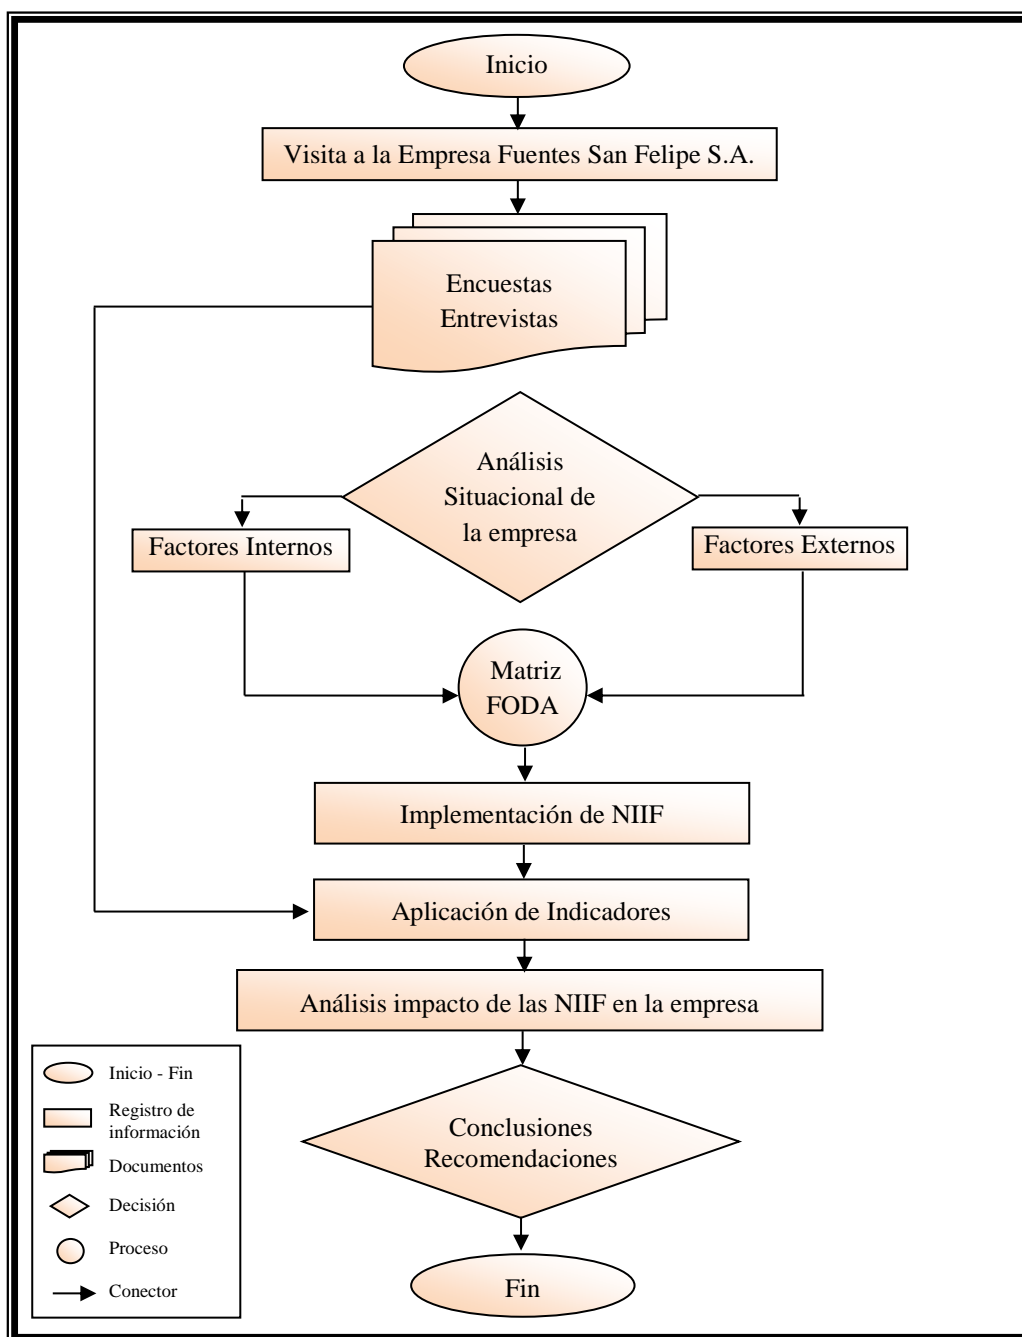 Inicio
Visita a la Empresa Fuentes San Felipe S.A.
Encuestas
Entrevistas
Análisis
Situacional de
la empresa
Factores Internos
Factores Externos
Matriz
FODA
Implementación de NIIF
Aplicación de Indicadores
Análisis impacto de las NIIF en la empresa
Conclusiones
Recomendaciones
Fin
Inicio - Fin
Registro de
información
Documentos
Decisión
Proceso
Conector